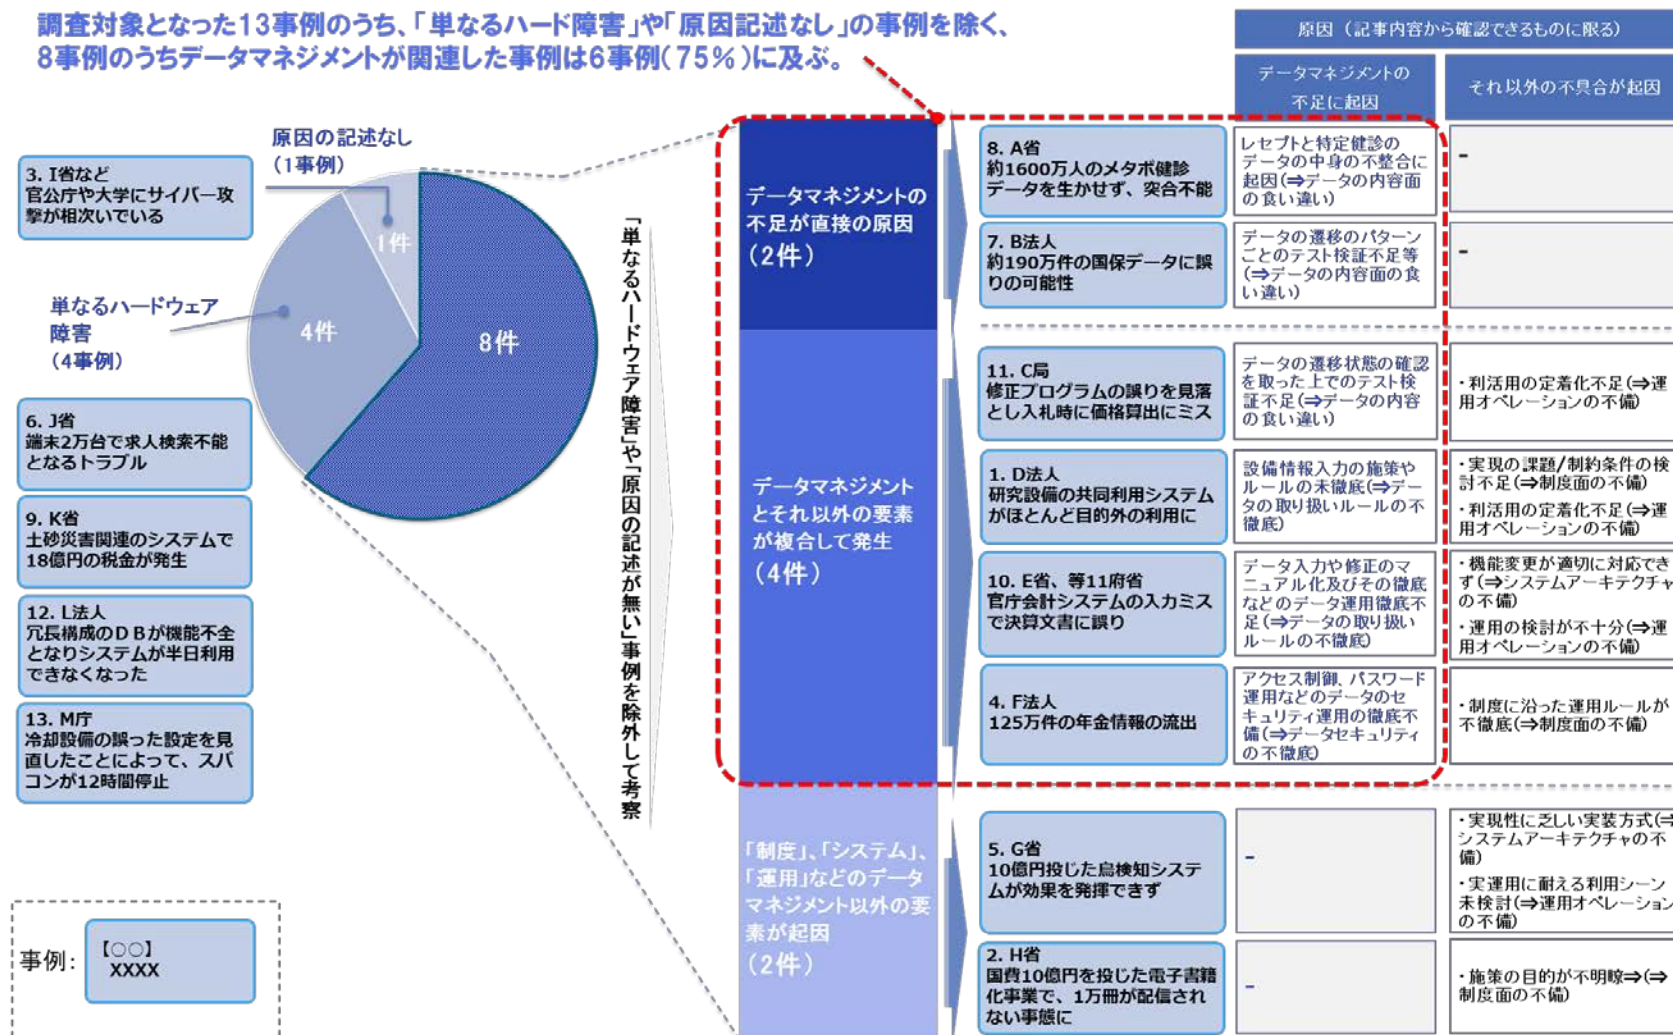 調査対象となった13事例のうち、「単なるハード障害」や「原因記述なし」の事例を除く、
8事例のうちデータマネジメントが関連した事例は6事例(75%)に及ぶ。
原因（記事内容から確認できるものに限る）
データマネジメントの
不足に起因
それ以外の不具合が起因
3. I省など
官公庁や大学にサイバー攻
撃が相次いでいる
原因の記述なし
(1事例)
1件
単なるハードウェア
障害
(4事例)
4件
8件
6. J省
端末2万台で求人検索不能
となるトラブル
9. K省
土砂災害関連のシステムで
18億円の税金が発生
12. L法人
冗長構成のＤＢが機能不全
となりシステムが半日利用
できなくなった
13. M庁
冷却設備の誤った設定を見
直したことによって、スパ
コンが12時間停止
事例:
【○○】
XXXX
「単なるハードウェア障害」や「原因の記述が無い」事例を除外して考察
データマネジメントの
不足が直接の原因
(2件)
8. A省
約1600万人のメタボ健診
データを生かせず、突合不能
レセプトと特定健診の
データの中身の不整合に
起因(⇒データの内容面
の食い違い)
-
7. B法人
約190万件の国保データに誤
りの可能性
データの遷移のパターン
ごとのテスト検証不足等
(⇒データの内容面の食
い違い)
-
データマネジメント
とそれ以外の要素
が複合して発生
(4件)
11. C局
修正プログラムの誤りを見落
とし入札時に価格算出にミス
データの遷移状態の確認
を取った上でのテスト検
証不足(⇒データの内容
の食い違い)
・利活用の定着化不足(⇒運
用オペレーションの不備)
1. D法人
研究設備の共同利用システム
がほとんど目的外の利用に
設備情報入力の施策や
ルールの未徹底(⇒デー
タの取り扱いルールの不
徹底)
・実現の課題/制約条件の検
討不足(⇒制度面の不備)
・利活用の定着化不足(⇒運
用オペレーションの不備)
10. E省、等11府省
官庁会計システムの入力ミス
で決算文書に誤り
データ入力や修正のマ
ニュアル化及びその徹底
などのデータ運用徹底不
足(⇒データの取り扱い
ルールの不徹底)
・機能変更が適切に対応でき
ず(⇒システムアーキテクチャ
の不備)
・運用の検討が不十分(⇒運
用オペレーションの不備)
4. F法人
125万件の年金情報の流出
アクセス制御、パスワード
運用などのデータのセ
キュリティ運用の徹底不
備(⇒データセキュリティ
の不徹底)
・制度に沿った運用ルールが
不徹底(⇒制度面の不備)
「制度」、「システム」、
「運用」などのデータ
マネジメント以外の要
素が起因
(2件)
5. G省
10億円投じた鳥検知システ
ムが効果を発揮できず
-
・実現性に乏しい実装方式(⇒
システムアーキテクチャの不
備)
・実運用に耐える利用シーン
未検討(⇒運用オペレーション
の不備)
2. H省
国費10億円を投じた電子書籍
化事業で、1万冊が配信され
ない事態に
-
・施策の目的が不明瞭⇒(⇒
制度面の不備)